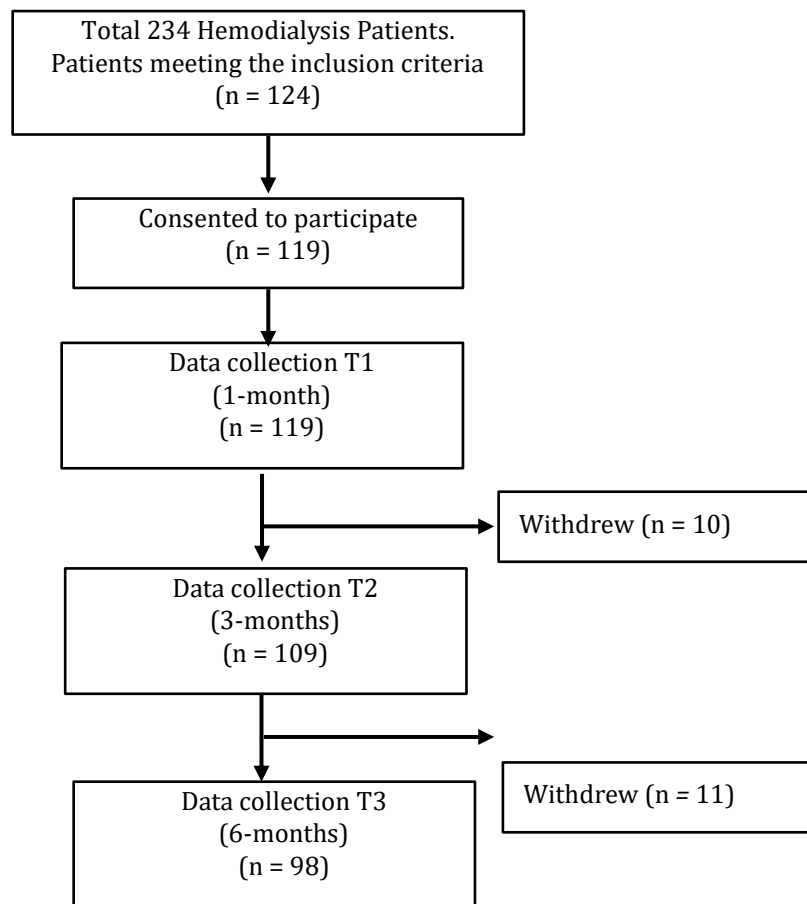 Total 234 Hemodialysis Patients.
Patients meeting the inclusion criteria
(n = 124)
Consented to participate
(n = 119)
Data collection T1
(1-month)
(n = 119)
Withdrew (n = 10)
Data collection T2
(3-months)
(n = 109)
Withdrew (n = 11)
Data collection T3
(6-months)
(n = 98)